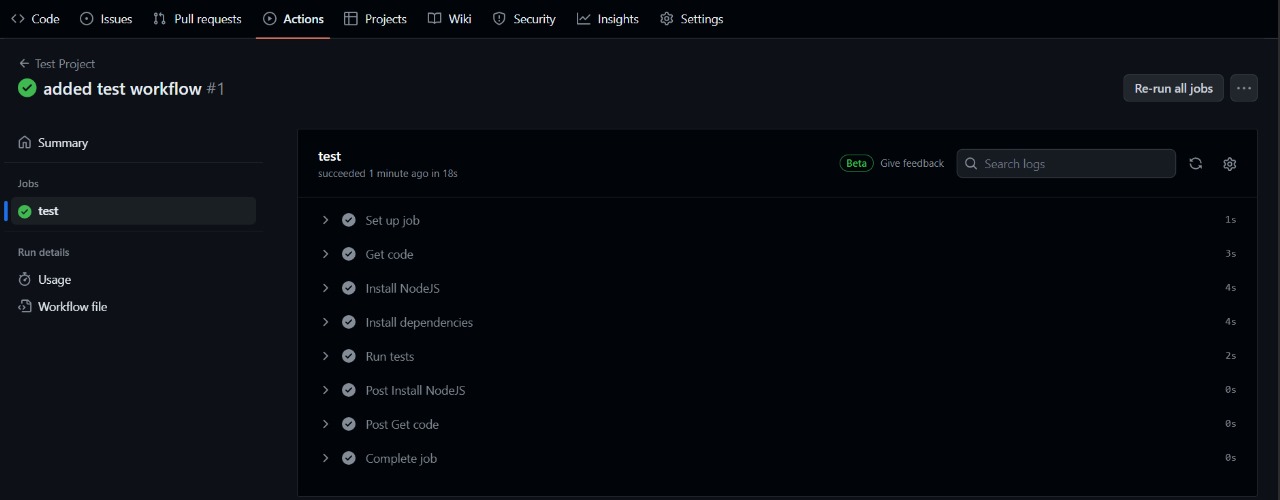 Code Issues Pull requests Actions Projects Wiki Security Insights Settings
Test Project
added test workflow #1
Re-run all jobs
Summary
Jobs
test
Run details
Usage
Workflow file
test
succeeded 1 minute ago in 18s
Beta Give feedback Search logs
Set up job 1s
Get code 3s
Install NodeJS 4s
Install dependencies 4s
Run tests 2s
Post Install NodeJS 0s
Post Get code 0s
Complete job 0s